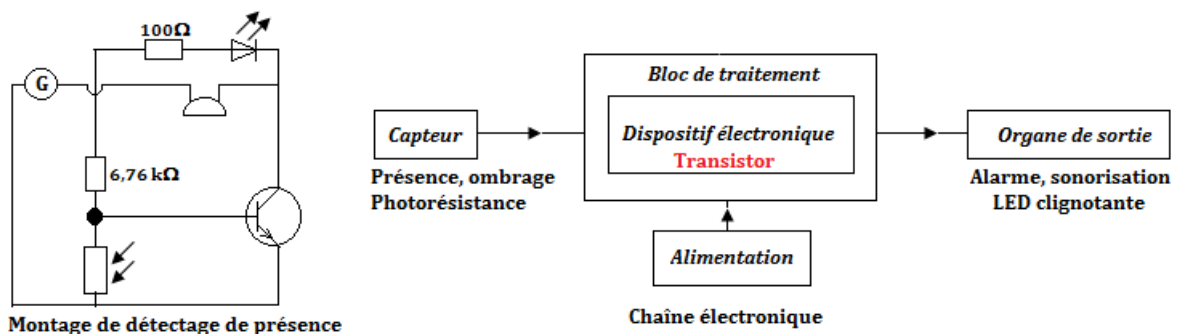 100Ω
G
6,76 kΩ
Montage de détectage de présence
Capteur
Présence, ombrage
Photorésistance
Bloc de traitement
Dispositif électronique
Transistor
Alimentation
Chaîne électronique
Organe de sortie
Alarme, sonorisation
LED clignotante